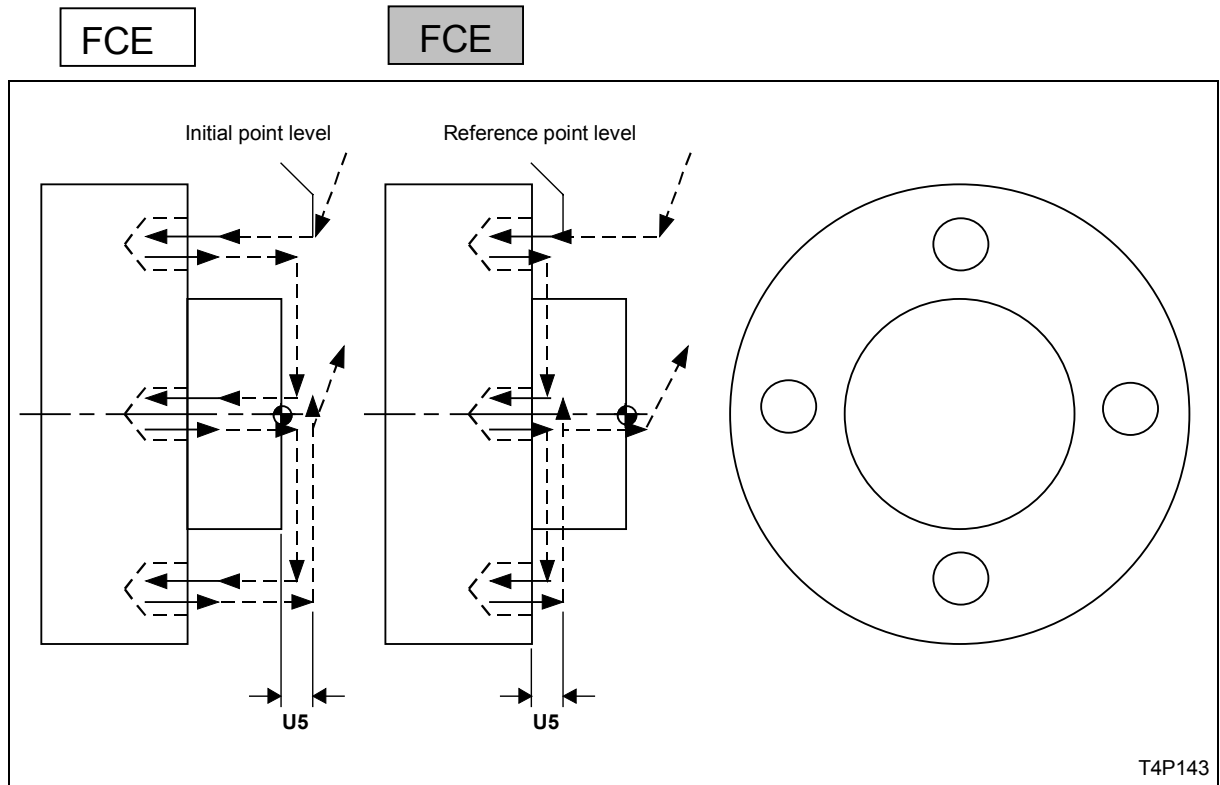 FCE
FCE
Initial point level
Reference point level
U5
U5
T4P143